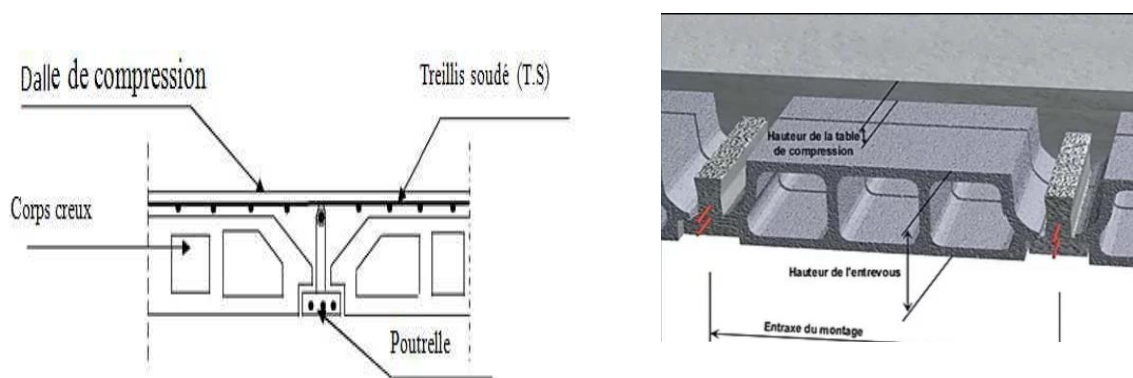 Dalle de compression
Treillis soudé (T.S)
Corps creux
Poutrelle
Hauteur de la table
de compression
Hauteur de l'entrevous
Entraxe du montage